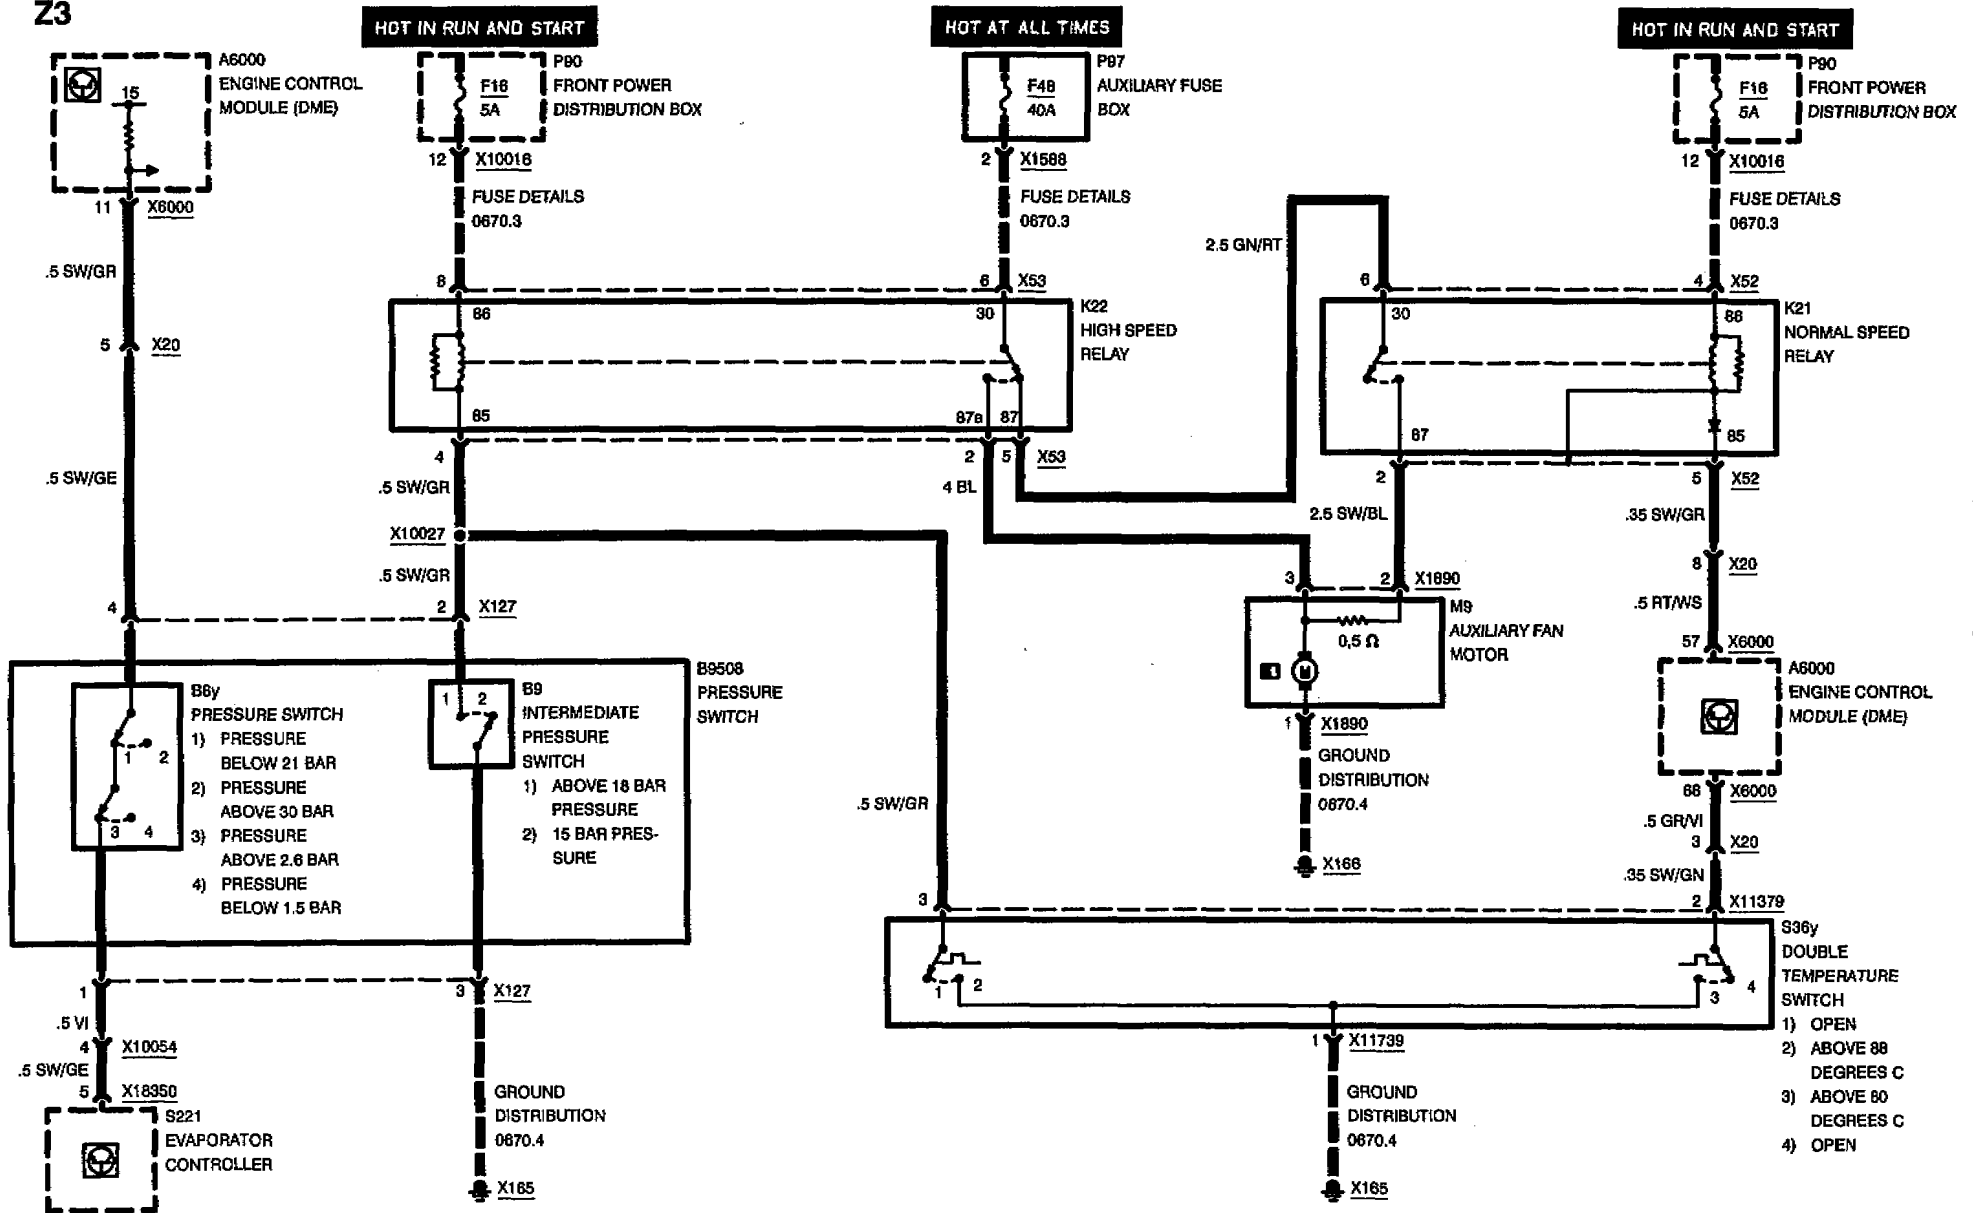 Z3
HOT IN RUN AND START
HOT AT ALL TIMES
HOT IN RUN AND START
A6000
ENGINE CONTROL
MODULE (DME)
15
11
X6000
.5 SW/GR
5
X20
.5 SW/GE
4
P90
FRONT POWER
DISTRIBUTION BOX
F16
5A
12
X10016
FUSE DETAILS
0670.3
8
P97
AUXILIARY FUSE
BOX
F48
40A
2
X1588
FUSE DETAILS
0670.3
6
X53
P90
FRONT POWER
DISTRIBUTION BOX
F16
5A
12
X10016
FUSE DETAILS
0670.3
2.5 GN/RT
6
4
X52
86
30
K22
HIGH SPEED
RELAY
85
87a
87
4
2
5
X53
30
86
K21
NORMAL SPEED
RELAY
87
85
2
5
X52
.5 SW/GR
4 BL
2.5 SW/BL
.35 SW/GR
X10027
.5 SW/GR
2
X127
8
X20
.5 RT/WS
57
X6000
3
2
X1890
M9
AUXILIARY FAN
MOTOR
0,5 Ω
M
1
X1890
GROUND
DISTRIBUTION
0670.4
X166
A6000
ENGINE CONTROL
MODULE (DME)
68
X6000
.5 GR/VI
3
X20
.35 SW/GN
2
X11379
B9508
PRESSURE
SWITCH
B8y
PRESSURE SWITCH
1) PRESSURE
BELOW 21 BAR
2) PRESSURE
ABOVE 30 BAR
3) PRESSURE
ABOVE 2.6 BAR
4) PRESSURE
BELOW 1.5 BAR
1
2
3
4
1
2
B9
INTERMEDIATE
PRESSURE
SWITCH
1) ABOVE 18 BAR
PRESSURE
2) 15 BAR PRES-
SURE
.5 SW/GR
3
1
3
X127
.5 VI
4
X10054
.5 SW/GE
5
X18350
S221
EVAPORATOR
CONTROLLER
GROUND
DISTRIBUTION
0670.4
X165
1
2
3
4
S36y
DOUBLE
TEMPERATURE
SWITCH
1) OPEN
2) ABOVE 88
DEGREES C
3) ABOVE 80
DEGREES C
4) OPEN
1
X11739
GROUND
DISTRIBUTION
0670.4
X165